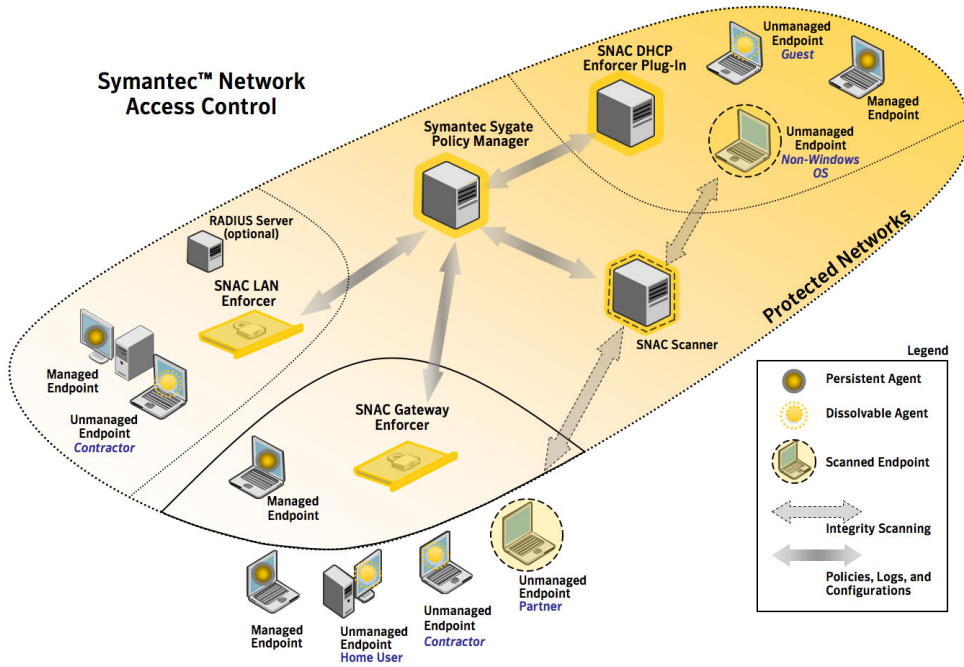 Symantec™ Network
Access Control
SNAC DHCP
Enforcer Plug-In
Unmanaged
Endpoint
Guest
Managed
Endpoint
Symantec Sygate
Policy Manager
Unmanaged
Endpoint
Non-Windows
OS
RADIUS Server
(optional)
SNAC LAN
Enforcer
Protected Networks
SNAC Scanner
Managed
Endpoint
Unmanaged
Endpoint
Contractor
SNAC Gateway
Enforcer
Managed
Endpoint
Managed
Endpoint
Unmanaged
Endpoint
Home User
Unmanaged
Endpoint
Contractor
Unmanaged
Endpoint
Partner
Legend
Persistent Agent
Dissolvable Agent
Scanned Endpoint
Integrity Scanning
Policies, Logs, and
Configurations